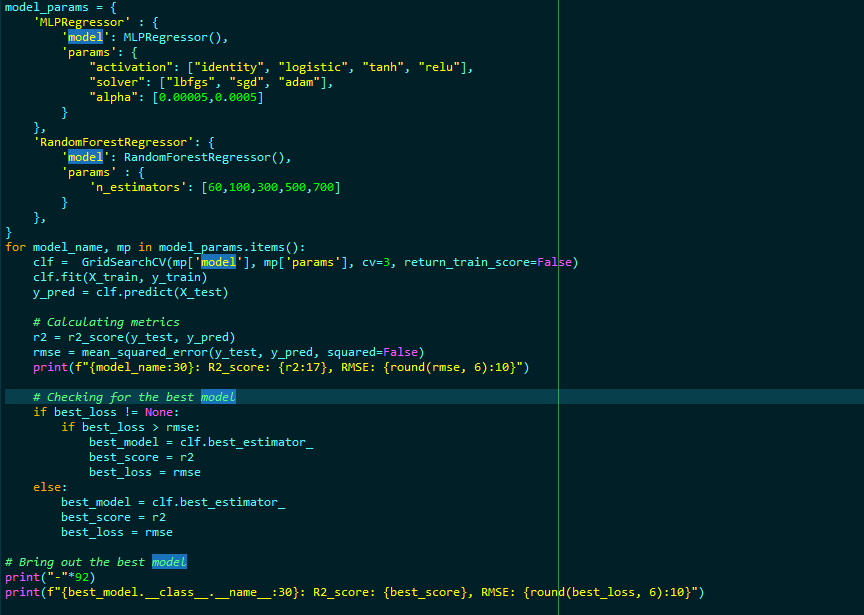 model_params = {
    'MLPRegressor' : {
        'model': MLPRegressor(),
        'params': {
            "activation": ["identity", "logistic", "tanh", "relu"],
            "solver": ["lbfgs", "sgd", "adam"],
            "alpha": [0.00005,0.0005]
        }
    },
    'RandomForestRegressor': {
        'model': RandomForestRegressor(),
        'params' : {
            'n_estimators': [60,100,300,500,700]
        }
    },
}
for model_name, mp in model_params.items():
    clf =  GridSearchCV(mp['model'], mp['params'], cv=3, return_train_score=False)
    clf.fit(X_train, y_train)
    y_pred = clf.predict(X_test)

    # Calculating metrics
    r2 = r2_score(y_test, y_pred)
    rmse = mean_squared_error(y_test, y_pred, squared=False)
    print(f"{model_name:30}: R2_score: {r2:17}, RMSE: {round(rmse, 6):10}")

    # Checking for the best model
    if best_loss != None:
        if best_loss > rmse:
            best_model = clf.best_estimator_
            best_score = r2
            best_loss = rmse
    else:
        best_model = clf.best_estimator_
        best_score = r2
        best_loss = rmse

# Bring out the best model
print("-"*92)
print(f"{best_model.__class__.__name__:30}: R2_score: {best_score}, RMSE: {round(best_loss, 6):10}")